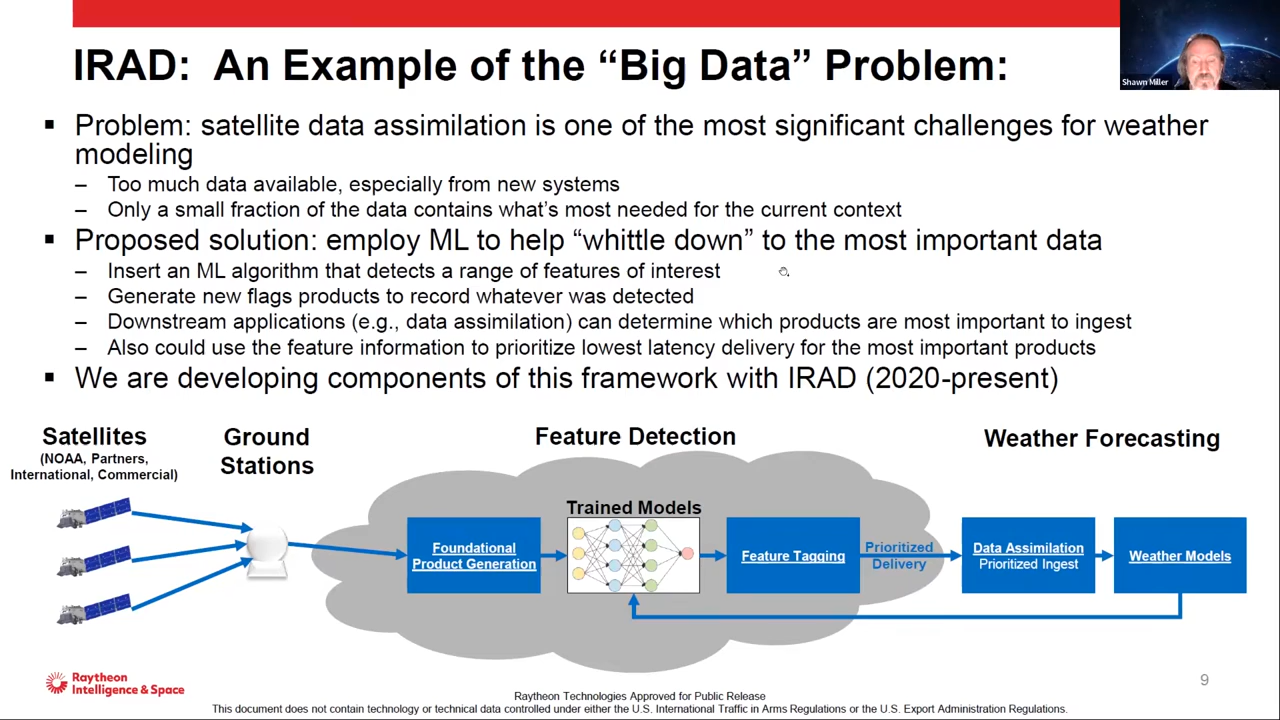 IRAD:  An Example of the “Big Data” Problem:
Shawn Miller
▪ Problem: satellite data assimilation is one of the most significant challenges for weather
modeling
– Too much data available, especially from new systems
– Only a small fraction of the data contains what’s most needed for the current context
▪ Proposed solution: employ ML to help “whittle down” to the most important data
– Insert an ML algorithm that detects a range of features of interest
– Generate new flags products to record whatever was detected
– Downstream applications (e.g., data assimilation) can determine which products are most important to ingest
– Also could use the feature information to prioritize lowest latency delivery for the most important products
▪ We are developing components of this framework with IRAD (2020-present)
Satellites
(NOAA, Partners,
International, Commercial)
Ground
Stations
Feature Detection
Weather Forecasting
Trained Models
Foundational
Product Generation
Feature Tagging
Prioritized
Delivery
Data Assimilation
Prioritized Ingest
Weather Models
Raytheon
Intelligence & Space
9
Raytheon Technologies Approved for Public Release
This document does not contain technology or technical data controlled under either the U.S. International Traffic in Arms Regulations or the U.S. Export Administration Regulations.